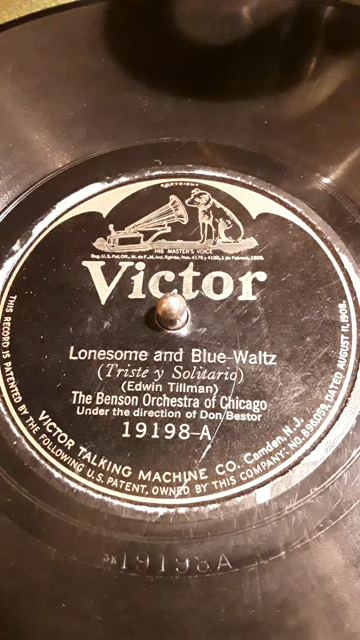 COPYRIGHT
HIS MASTER'S VOICE
Victor
Lonesome and Blue-Waltz
(Triste y Solitario)
(Edwin Tillman)
The Benson Orchestra of Chicago
Under the direction of Don Bestor
19198-A
VICTOR TALKING MACHINE CO. Camden, N. J.
THIS RECORD IS PATENTED BY THE FOLLOWING U.S. PATENT, OWNED BY THIS COMPANY: NO. 896,059, DATED AUGUST 11, 1908.
19198A